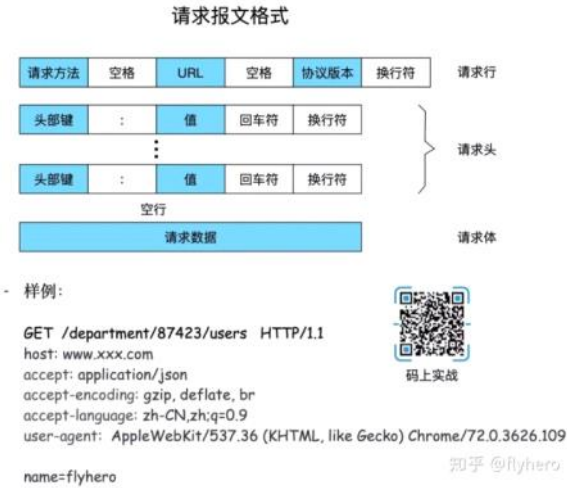 请求报文格式
请求方法 空格 URL 空格 协议版本 换行符 请求行
头部键 : 值 回车符 换行符
请求头
头部键 : 值 回车符 换行符
空行
请求数据 请求体
- 样例:
GET /department/87423/users HTTP/1.1
host: www.xxx.com
accept: application/json
accept-encoding: gzip, deflate, br
accept-language: zh-CN,zh;q=0.9
user-agent: AppleWebKit/537.36 (KHTML, like Gecko) Chrome/72.0.3626.109
name=flyhero
码上实战
知乎 @flyhero